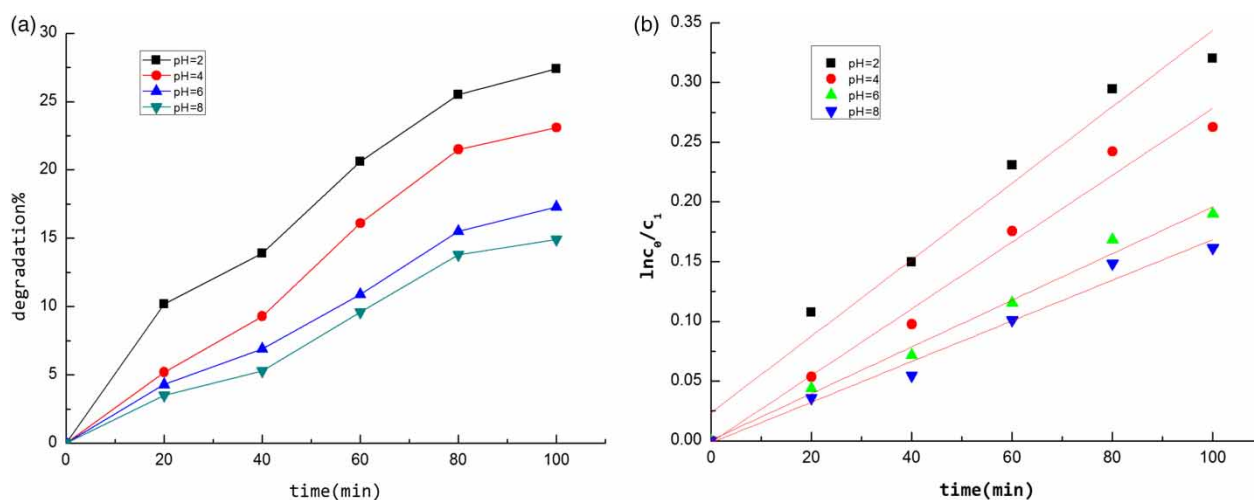 (a)
30
25
20
15
10
5
0
degradation%
pH=2
pH=4
pH=6
pH=8
0 20 40 60 80 100
time(min)
(b)
0.35
0.30
0.25
0.20
0.15
0.10
0.05
0.00
lnc₀/c₁
pH=2
pH=4
pH=6
pH=8
0 20 40 60 80 100
time(min)